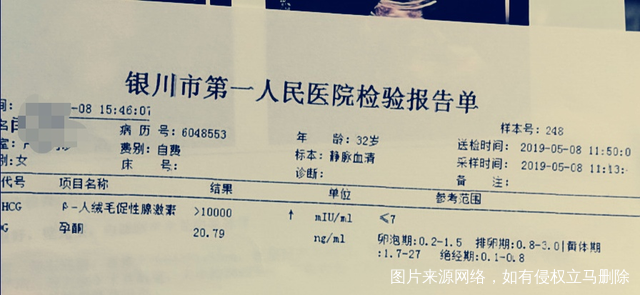 银川市第一人民医院检验报告单
间: -08 15:46:07 样本号: 248
名 病 历 号: 6048553 年 龄: 32岁 送检时间: 2019-05-08 11:50:0
室: 费别: 自费 标本: 静脉血清 采样时间: 2019-05-08 11:13:
别: 女 床 号: 诊断: 备 注:
代号 项目名称 结果 单位 参考范围
HCG β-人绒毛促性腺激素 >10000 ↑ mIU/ml ≤7
G 孕酮 20.79 ng/ml 卵泡期:0.2-1.5 排卵期:0.8-3.0|黄体期
:1.7-27 绝经期:0.1-0.8
图片来源网络，如有侵权立马删除